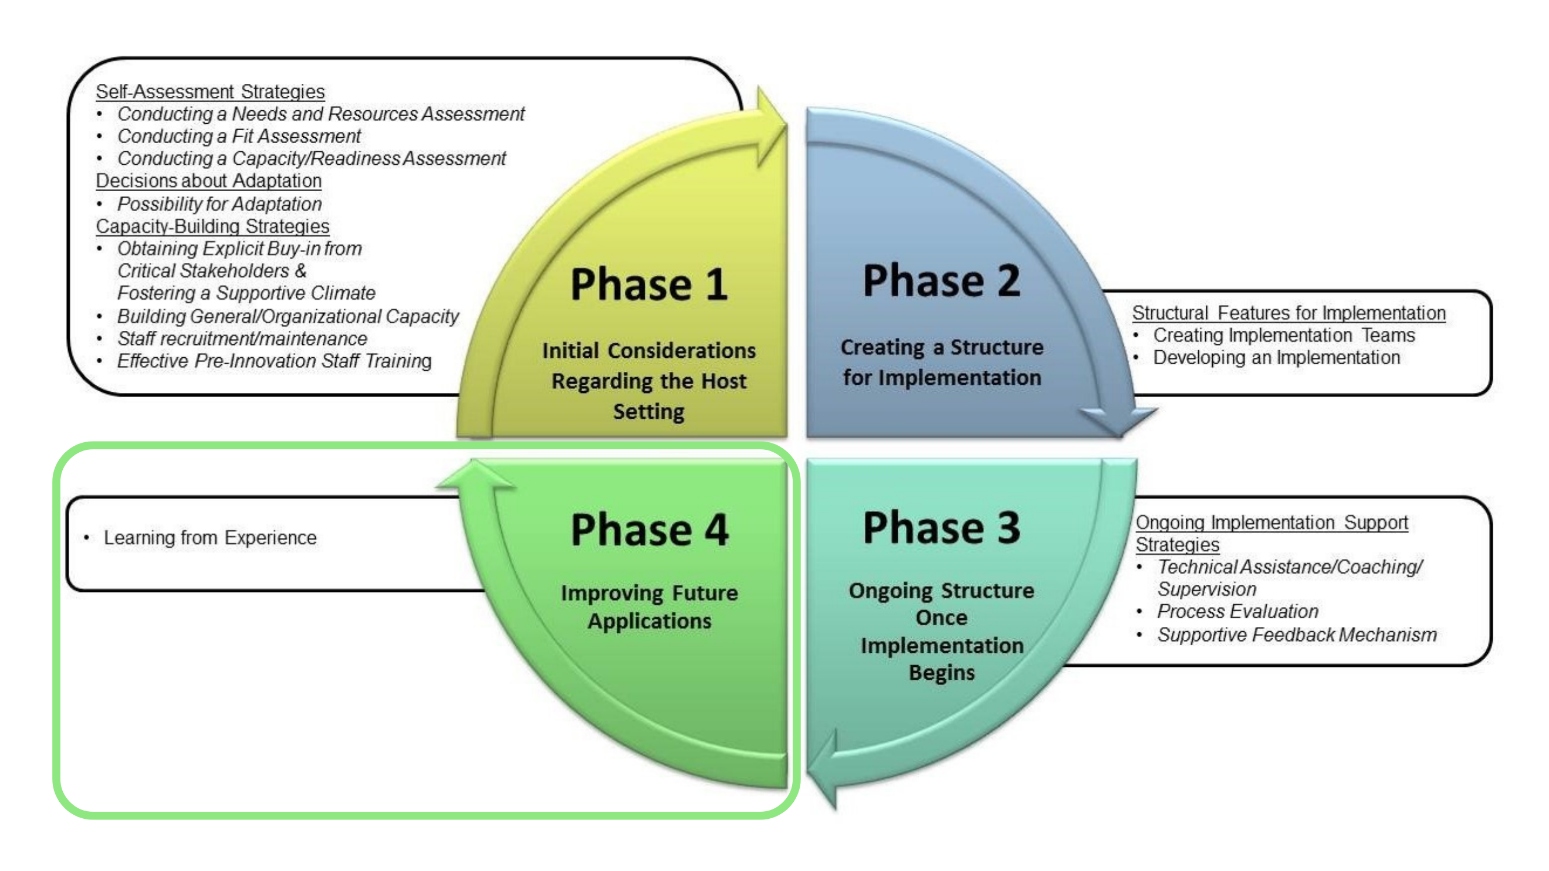 Self-Assessment Strategies
• Conducting a Needs and Resources Assessment
• Conducting a Fit Assessment
• Conducting a Capacity/Readiness Assessment
Decisions about Adaptation
• Possibility for Adaptation
Capacity-Building Strategies
• Obtaining Explicit Buy-in from
Critical Stakeholders &
Fostering a Supportive Climate
• Building General/Organizational Capacity
• Staff recruitment/maintenance
• Effective Pre-Innovation Staff Training
Phase 1
Initial Considerations
Regarding the Host
Setting
Phase 2
Creating a Structure
for Implementation
Structural Features for Implementation
• Creating Implementation Teams
• Developing an Implementation
Phase 3
Ongoing Structure
Once
Implementation
Begins
Ongoing Implementation Support
Strategies
• Technical Assistance/Coaching/
Supervision
• Process Evaluation
• Supportive Feedback Mechanism
Phase 4
Improving Future
Applications
• Learning from Experience